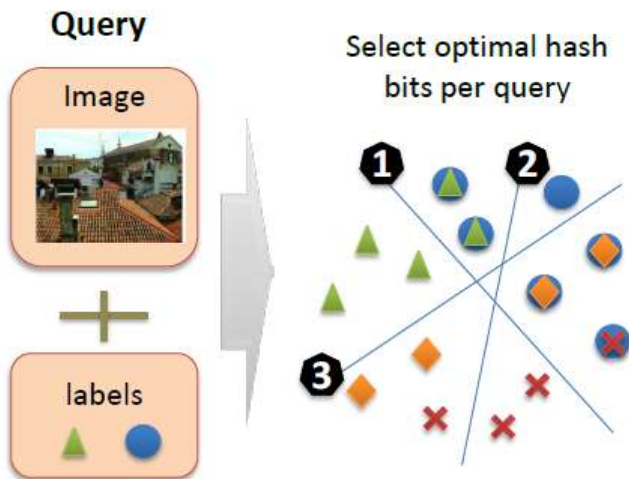 Query
Image
labels
Select optimal hash
bits per query
1
2
3